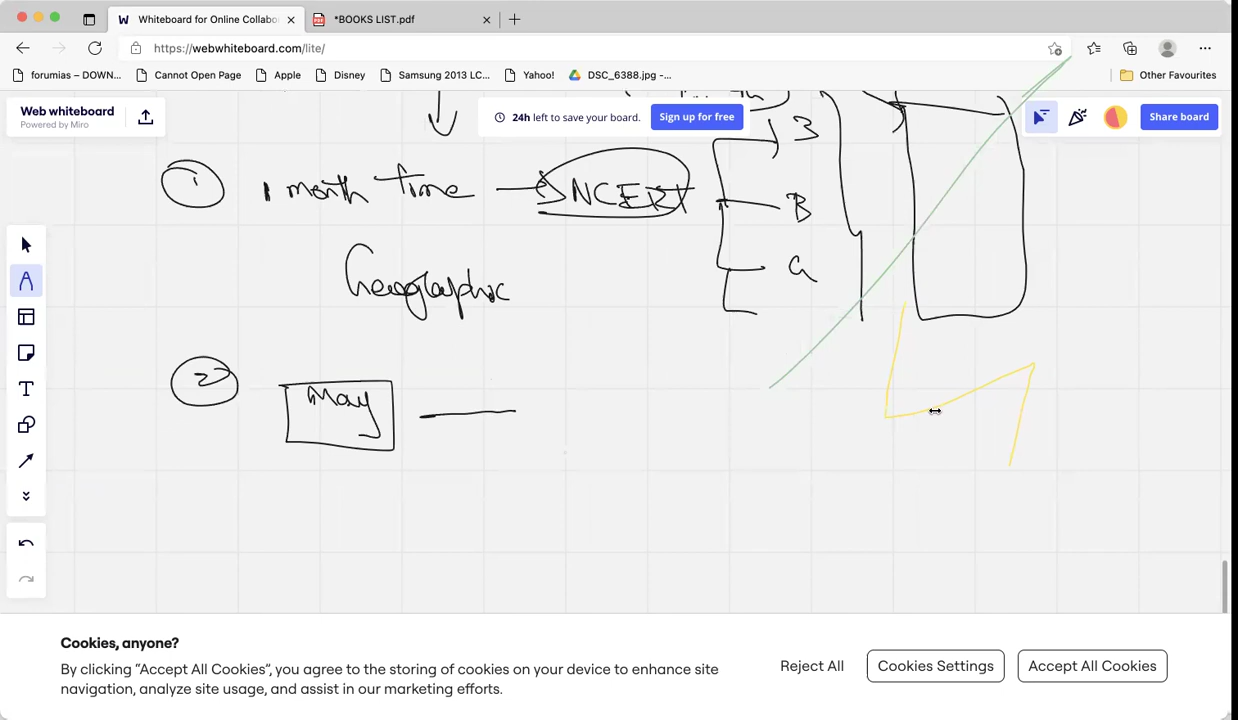 Whiteboard for Online Collabo
*BOOKS LIST.pdf
https://webwhiteboard.com/lite/
forumias – DOWN...
Cannot Open Page
Apple
Disney
Samsung 2013 LC...
Yahoo!
DSC_6388.jpg -...
Other Favourites
Web whiteboard
Powered by Miro
24h left to save your board.
Sign up for free
Share board
1 1 month time — NCERT
B
a
Geographic
2 May —
T
Cookies, anyone?
By clicking “Accept All Cookies”, you agree to the storing of cookies on your device to enhance site
navigation, analyze site usage, and assist in our marketing efforts.
Reject All
Cookies Settings
Accept All Cookies